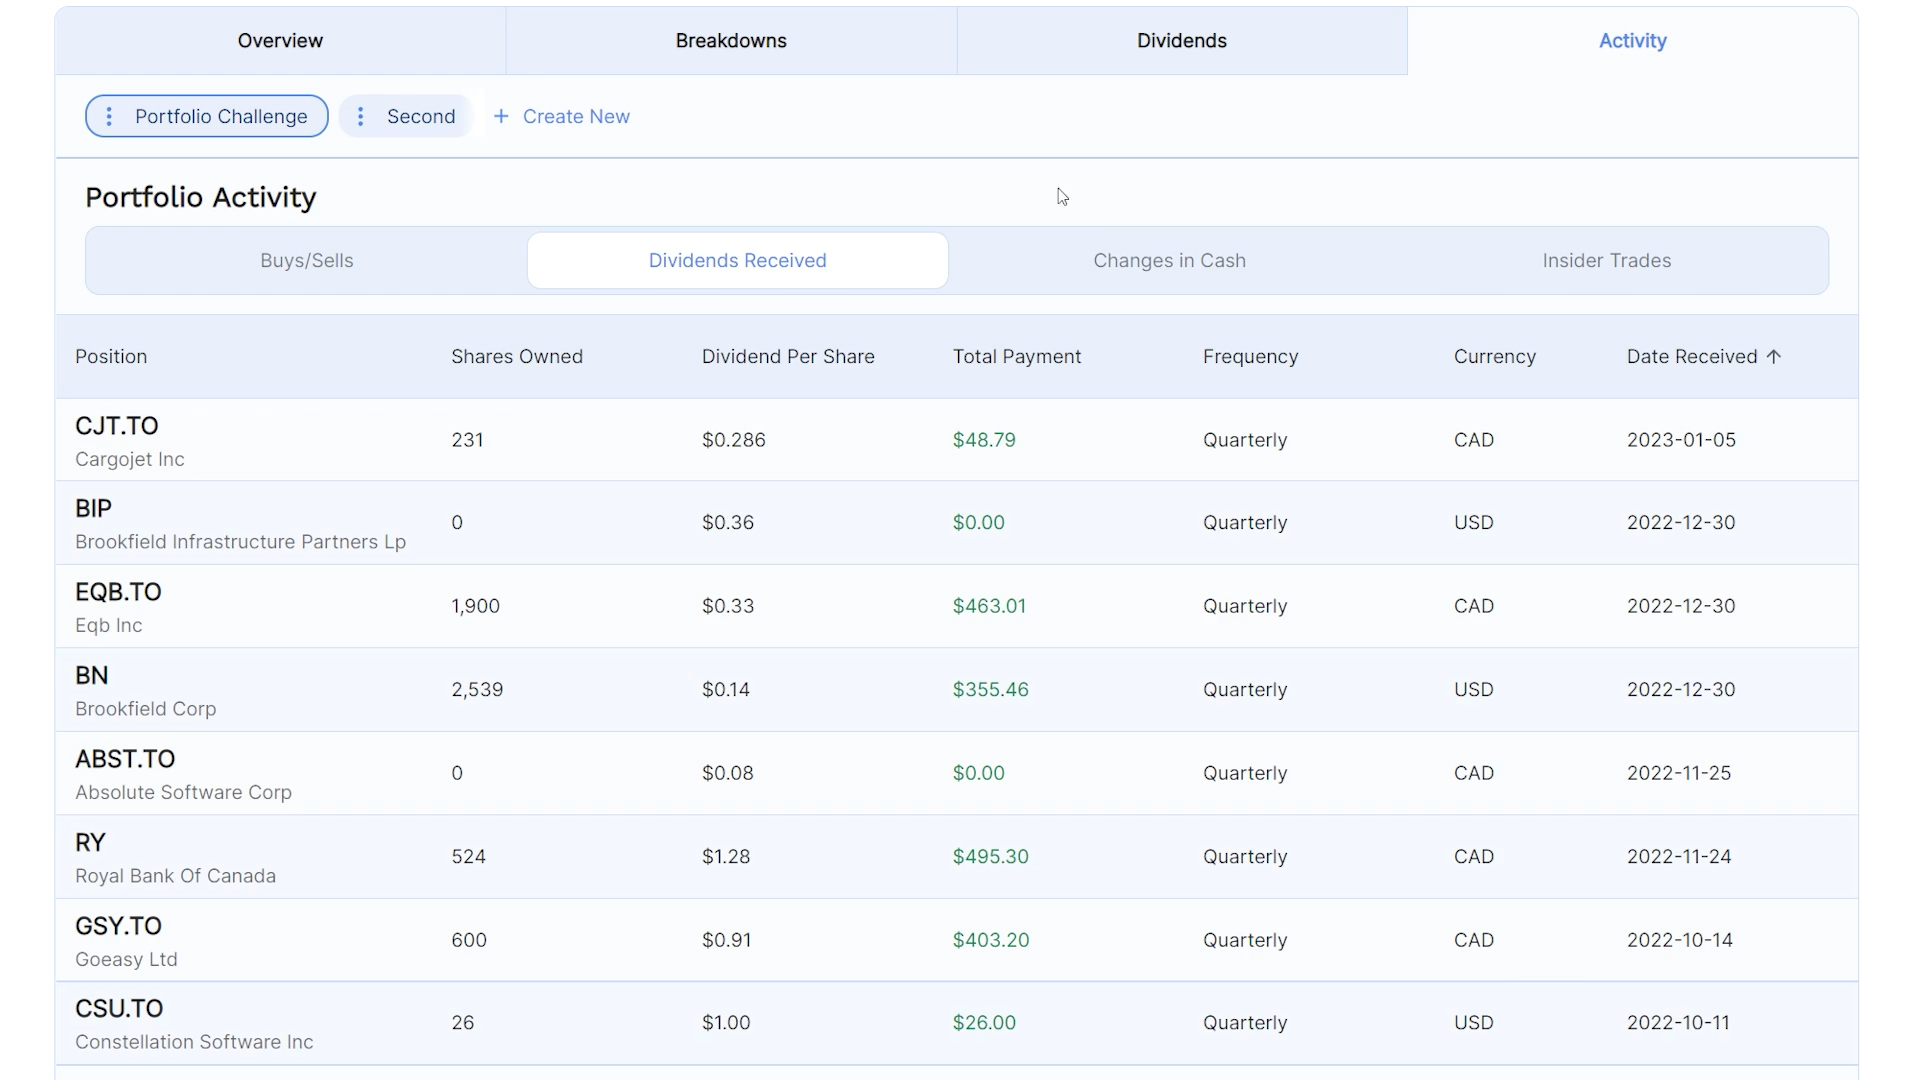 Overview Breakdowns Dividends Activity
Portfolio Challenge Second + Create New
Portfolio Activity
Buys/Sells Dividends Received Changes in Cash Insider Trades
Position Shares Owned Dividend Per Share Total Payment Frequency Currency Date Received ↑
CJT.TO
Cargojet Inc
231 $0.286 $48.79 Quarterly CAD 2023-01-05
BIP
Brookfield Infrastructure Partners Lp
0 $0.36 $0.00 Quarterly USD 2022-12-30
EQB.TO
Eqb Inc
1,900 $0.33 $463.01 Quarterly CAD 2022-12-30
BN
Brookfield Corp
2,539 $0.14 $355.46 Quarterly USD 2022-12-30
ABST.TO
Absolute Software Corp
0 $0.08 $0.00 Quarterly CAD 2022-11-25
RY
Royal Bank Of Canada
524 $1.28 $495.30 Quarterly CAD 2022-11-24
GSY.TO
Goeasy Ltd
600 $0.91 $403.20 Quarterly CAD 2022-10-14
CSU.TO
Constellation Software Inc
26 $1.00 $26.00 Quarterly USD 2022-10-11